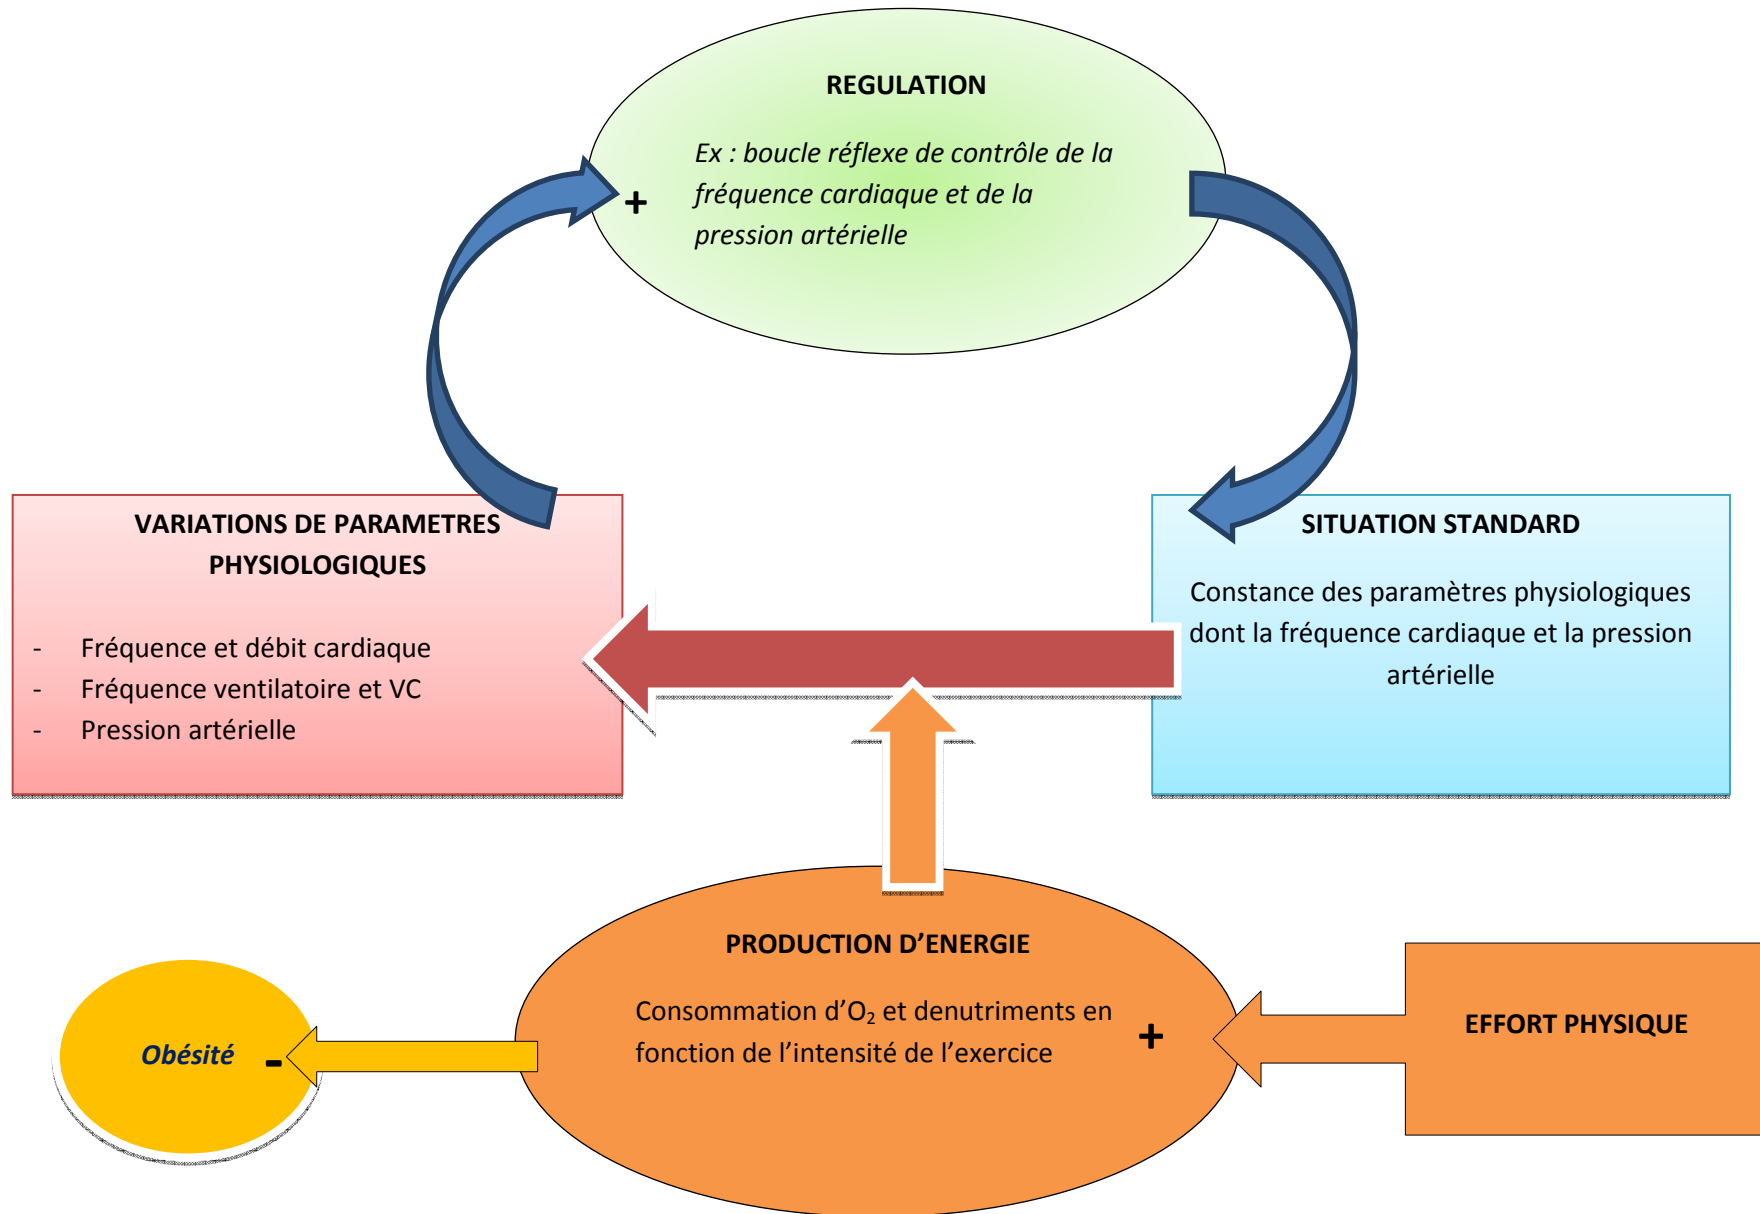 REGULATION
Ex : boucle réflexe de contrôle de la
fréquence cardiaque et de la
pression artérielle
+
VARIATIONS DE PARAMETRES
PHYSIOLOGIQUES
- Fréquence et débit cardiaque
- Fréquence ventilatoire et VC
- Pression artérielle
SITUATION STANDARD
Constance des paramètres physiologiques
dont la fréquence cardiaque et la pression
artérielle
PRODUCTION D’ENERGIE
Consommation d’O₂ et denutriments en
fonction de l’intensité de l’exercice
+
EFFORT PHYSIQUE
Obésité
-